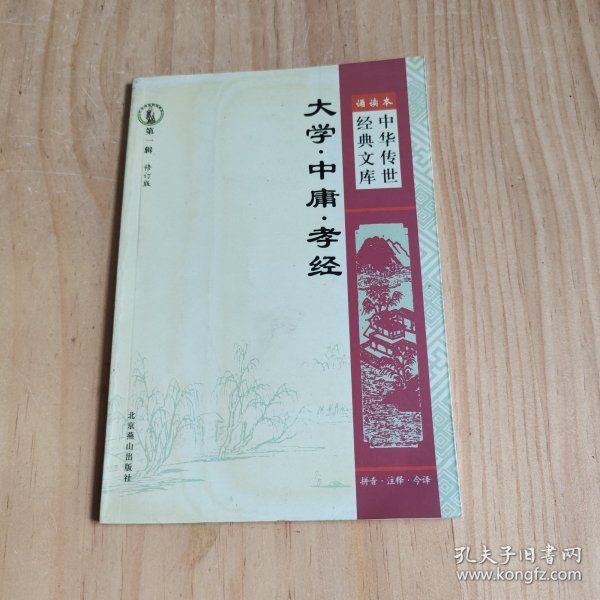 诵读本
中华传世
经典文库
大学·中庸·孝经
第一辑 修订版
北京燕山出版社
拼音·注释·今译
孔夫子旧书网
www.kongfz.com